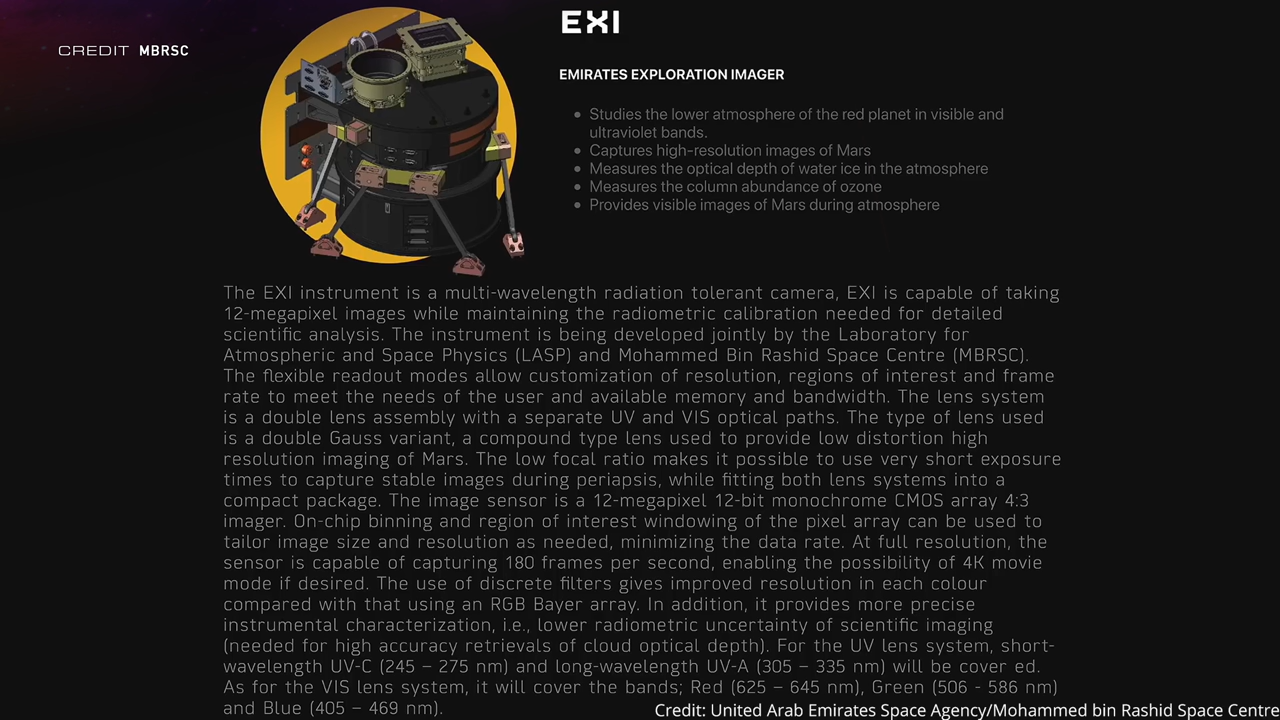 CREDIT MBRSC
EXI
EMIRATES EXPLORATION IMAGER
• Studies the lower atmosphere of the red planet in visible and
ultraviolet bands.
• Captures high-resolution images of Mars
• Measures the optical depth of water ice in the atmosphere
• Measures the column abundance of ozone
• Provides visible images of Mars during atmosphere
The EXI instrument is a multi-wavelength radiation tolerant camera, EXI is capable of taking
12-megapixel images while maintaining the radiometric calibration needed for detailed
scientific analysis. The instrument is being developed jointly by the Laboratory for
Atmospheric and Space Physics (LASP) and Mohammed Bin Rashid Space Centre (MBRSC).
The flexible readout modes allow customization of resolution, regions of interest and frame
rate to meet the needs of the user and available memory and bandwidth. The lens system
is a double lens assembly with a separate UV and VIS optical paths. The type of lens used
is a double Gauss variant, a compound type lens used to provide low distortion high
resolution imaging of Mars. The low focal ratio makes it possible to use very short exposure
times to capture stable images during periapsis, while fitting both lens systems into a
compact package. The image sensor is a 12-megapixel 12-bit monochrome CMOS array 4:3
imager. On-chip binning and region of interest windowing of the pixel array can be used to
tailor image size and resolution as needed, minimizing the data rate. At full resolution, the
sensor is capable of capturing 180 frames per second, enabling the possibility of 4K movie
mode if desired. The use of discrete filters gives improved resolution in each colour
compared with that using an RGB Bayer array. In addition, it provides more precise
instrumental characterization, i.e., lower radiometric uncertainty of scientific imaging
(needed for high accuracy retrievals of cloud optical depth). For the UV lens system, short-
wavelength UV-C (245 – 275 nm) and long-wavelength UV-A (305 – 335 nm) will be cover ed.
As for the VIS lens system, it will cover the bands; Red (625 – 645 nm), Green (506 - 586 nm)
and Blue (405 – 469 nm).
Credit: United Arab Emirates Space Agency/Mohammed bin Rashid Space Centre